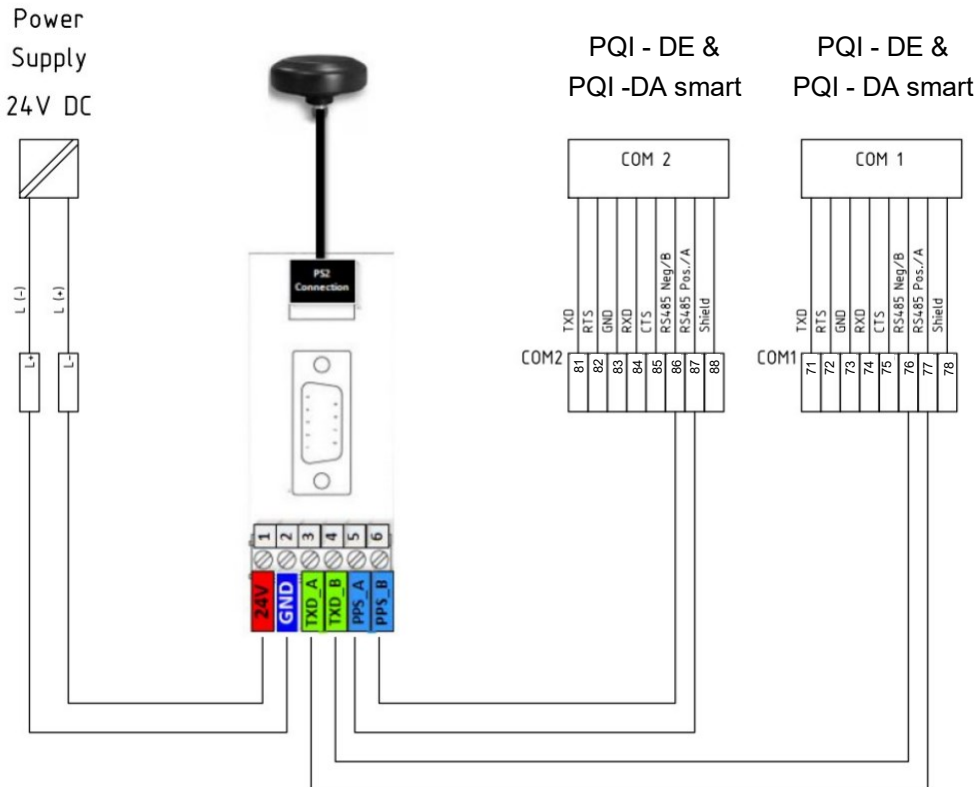 Power
Supply
24V DC
PQI - DE &
PQI -DA smart
PQI - DE &
PQI - DA smart
COM 2
COM 1
PS2
Connection
L (-)
L (+)
L+
L-
TXD
RTS
GND
RXD
CTS
RS485 Neg/B
RS485 Pos./A
Shield
TXD
RTS
GND
RXD
CTS
RS485 Neg/B
RS485 Pos./A
Shield
COM2
81
82
83
84
85
86
87
88
COM1
71
72
73
74
75
76
77
78
1
2
3
4
5
6
24V
GND
TXD_A
TXD_B
PPS_A
PPS_B